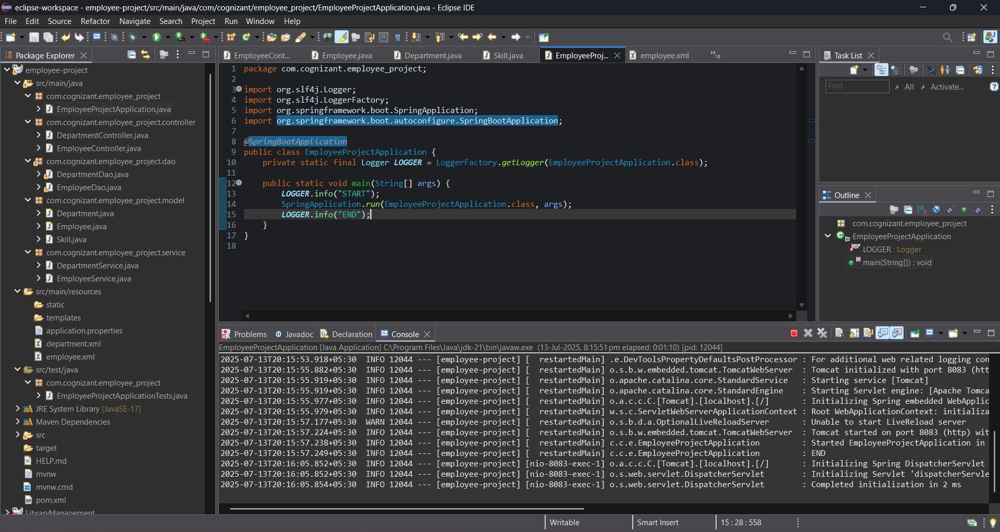 eclipse-workspace - employee-project/src/main/java/com/cognizant/employee_project/EmployeeProjectApplication.java - Eclipse IDE
File Edit Source Refactor Navigate Search Project Run Window Help
Package Explorer
employee-project
src/main/java
com.cognizant.employee_project
EmployeeProjectApplication.java
com.cognizant.employee_project.controller
DepartmentController.java
EmployeeController.java
com.cognizant.employee_project.dao
DepartmentDao.java
EmployeeDao.java
com.cognizant.employee_project.model
Department.java
Employee.java
Skill.java
com.cognizant.employee_project.service
DepartmentService.java
EmployeeService.java
src/main/resources
static
templates
application.properties
department.xml
employee.xml
src/test/java
com.cognizant.employee_project
EmployeeProjectApplicationTests.java
JRE System Library [JavaSE-17]
Maven Dependencies
src
target
HELP.md
mvnw
mvnw.cmd
pom.xml
LibraryManagement
EmployeeCont... Employee.java Department.java Skill.java EmployeeProj... employee.xml »19
1 package com.cognizant.employee_project;
2
3 import org.slf4j.Logger;
4 import org.slf4j.LoggerFactory;
5 import org.springframework.boot.SpringApplication;
6 import org.springframework.boot.autoconfigure.SpringBootApplication;
7
8 @SpringBootApplication
9 public class EmployeeProjectApplication {
10 private static final Logger LOGGER = LoggerFactory.getLogger(EmployeeProjectApplication.class);
11
12 public static void main(String[] args) {
13 LOGGER.info("START");
14 SpringApplication.run(EmployeeProjectApplication.class, args);
15 LOGGER.info("END");
16 }
17 }
18
Task List
Find All Activate...
Outline
com.cognizant.employee_project
EmployeeProjectApplication
LOGGER : Logger
main(String[]) : void
Problems Javadoc Declaration Console
EmployeeProjectApplication [Java Application] C:\Program Files\Java\jdk-21\bin\javaw.exe (13-Jul-2025, 8:15:51 pm elapsed: 0:01:10) [pid: 12044]
2025-07-13T20:15:53.918+05:30 INFO 12044 --- [employee-project] [ restartedMain] .e.DevToolsPropertyDefaultsPostProcessor : For additional web related logging con
2025-07-13T20:15:55.882+05:30 INFO 12044 --- [employee-project] [ restartedMain] o.s.b.w.embedded.tomcat.TomcatWebServer : Tomcat initialized with port 8083 (htt
2025-07-13T20:15:55.919+05:30 INFO 12044 --- [employee-project] [ restartedMain] o.apache.catalina.core.StandardService : Starting service [Tomcat]
2025-07-13T20:15:55.919+05:30 INFO 12044 --- [employee-project] [ restartedMain] o.apache.catalina.core.StandardEngine : Starting Servlet engine: [Apache Tomca
2025-07-13T20:15:55.977+05:30 INFO 12044 --- [employee-project] [ restartedMain] o.a.c.c.C.[Tomcat].[localhost].[/] : Initializing Spring embedded WebApplic
2025-07-13T20:15:55.979+05:30 INFO 12044 --- [employee-project] [ restartedMain] w.s.c.ServletWebServerApplicationContext : Root WebApplicationContext: initializa
2025-07-13T20:15:57.177+05:30 WARN 12044 --- [employee-project] [ restartedMain] o.s.b.d.a.OptionalLiveReloadServer : Unable to start LiveReload server
2025-07-13T20:15:57.224+05:30 INFO 12044 --- [employee-project] [ restartedMain] o.s.b.w.embedded.tomcat.TomcatWebServer : Tomcat started on port 8083 (http) wit
2025-07-13T20:15:57.238+05:30 INFO 12044 --- [employee-project] [ restartedMain] c.c.e.EmployeeProjectApplication : Started EmployeeProjectApplication in
2025-07-13T20:15:57.249+05:30 INFO 12044 --- [employee-project] [ restartedMain] c.c.e.EmployeeProjectApplication : END
2025-07-13T20:16:05.852+05:30 INFO 12044 --- [employee-project] [nio-8083-exec-1] o.a.c.c.C.[Tomcat].[localhost].[/] : Initializing Spring DispatcherServlet
2025-07-13T20:16:05.852+05:30 INFO 12044 --- [employee-project] [nio-8083-exec-1] o.s.web.servlet.DispatcherServlet : Initializing Servlet 'dispatcherServle
2025-07-13T20:16:05.854+05:30 INFO 12044 --- [employee-project] [nio-8083-exec-1] o.s.web.servlet.DispatcherServlet : Completed initialization in 2 ms
Writable Smart Insert 15 : 28 : 558